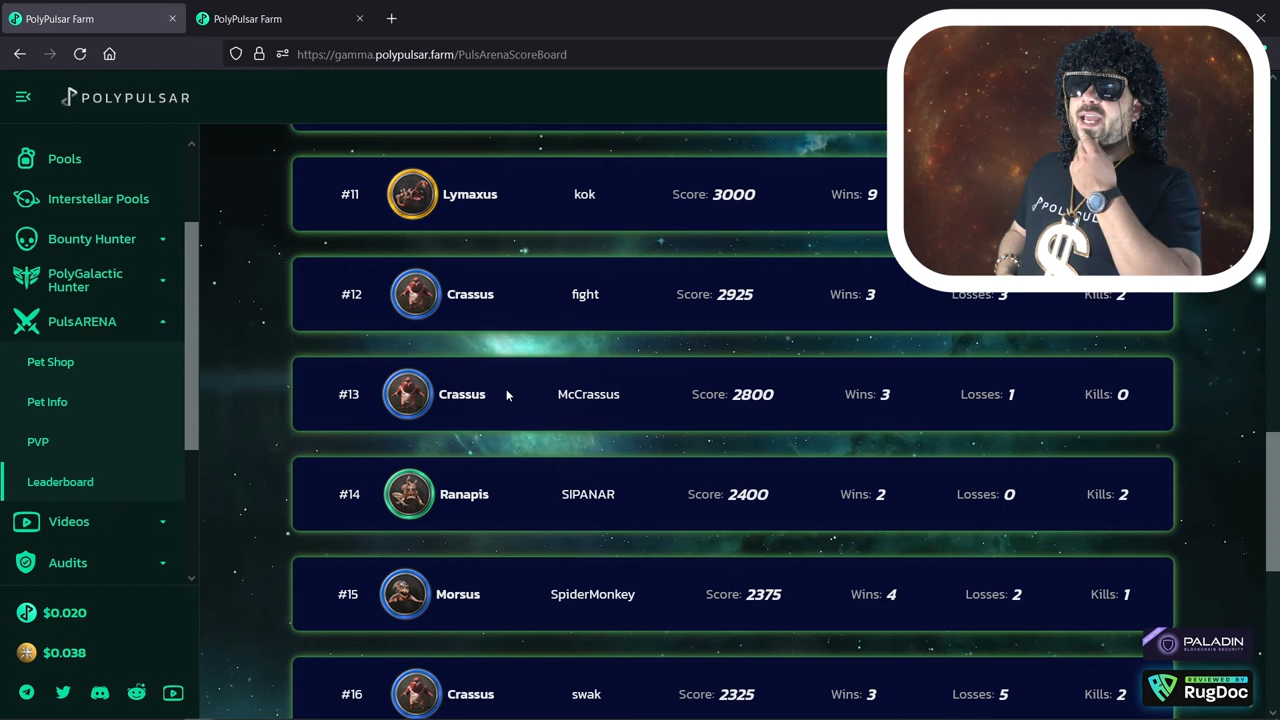 PolyPulsar Farm
PolyPulsar Farm
https://gamma.polypulsar.farm/PulsArenaScoreBoard
POLYPULSAR
Pools
Interstellar Pools
Bounty Hunter
PolyGalactic
Hunter
PulsARENA
Pet Shop
Pet Info
PVP
Leaderboard
Videos
Audits
$0.020
$0.038
#11 Lymaxus kok Score: 3000 Wins: 9
#12 Crassus fight Score: 2925 Wins: 3 Losses: 3 Kills: 2
#13 Crassus McCrassus Score: 2800 Wins: 3 Losses: 1 Kills: 0
#14 Ranapis SIPANAR Score: 2400 Wins: 2 Losses: 0 Kills: 2
#15 Morsus SpiderMonkey Score: 2375 Wins: 4 Losses: 2 Kills: 1
#16 Crassus swak Score: 2325 Wins: 3 Losses: 5 Kills: 2
PALADIN
BLOCKCHAIN SECURITY
REVIEWED BY
RugDoc